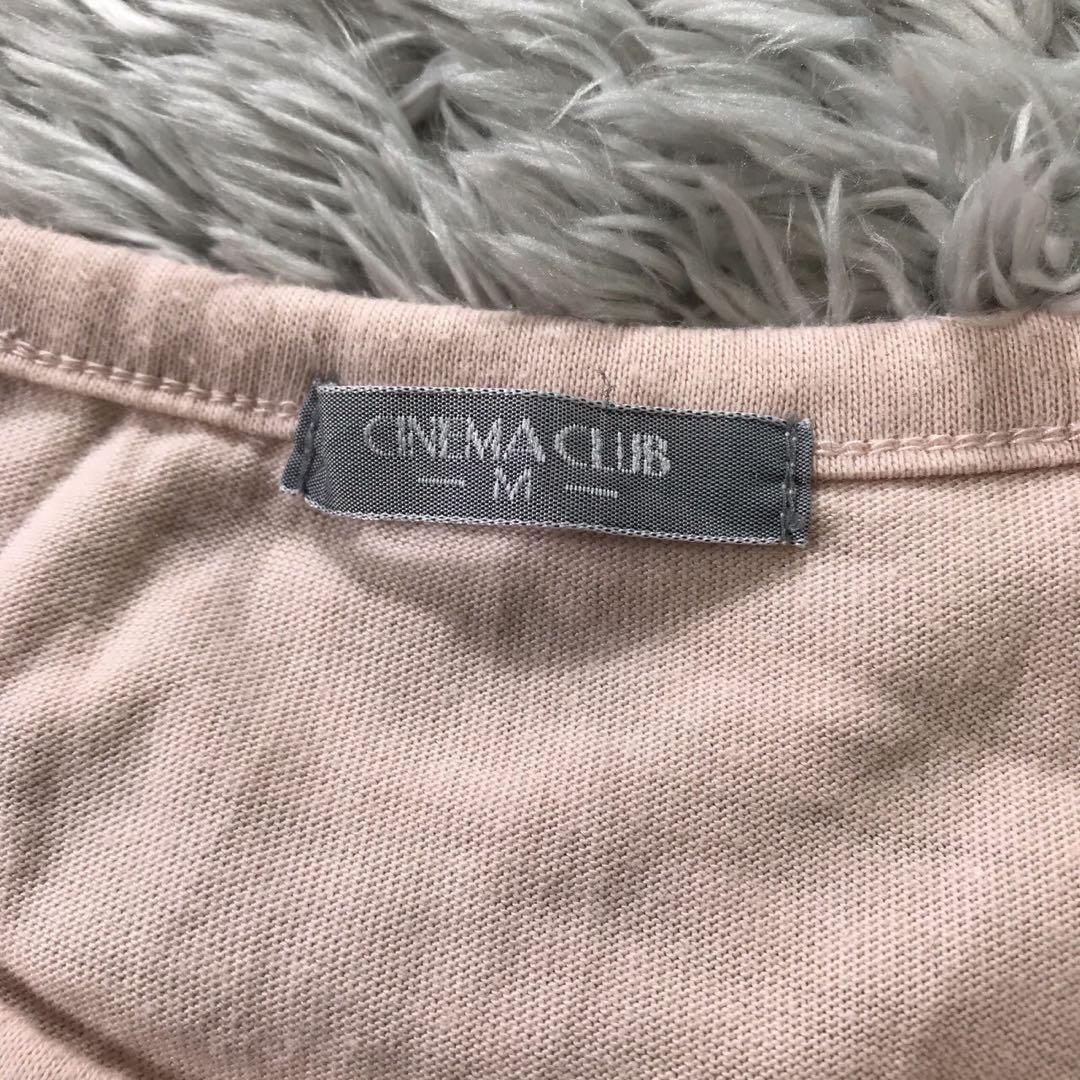 CINEMA CLUB
— M —